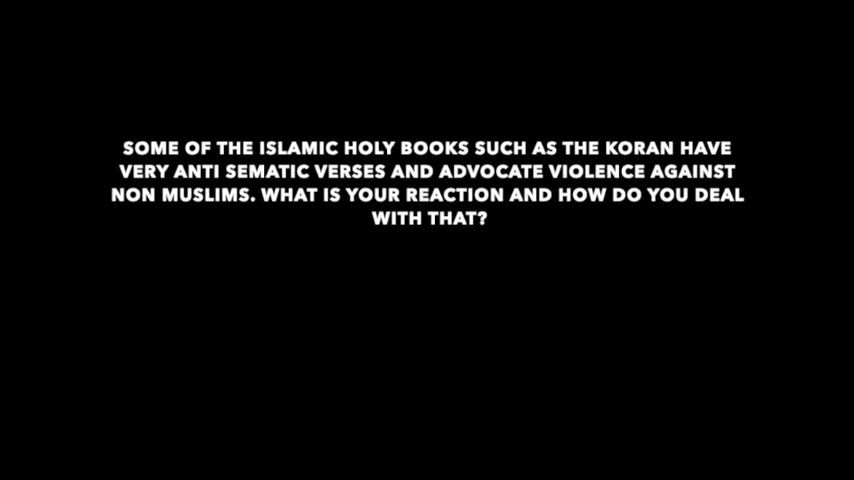 SOME OF THE ISLAMIC HOLY BOOKS SUCH AS THE KORAN HAVE
VERY ANTI SEMATIC VERSES AND ADVOCATE VIOLENCE AGAINST
NON MUSLIMS. WHAT IS YOUR REACTION AND HOW DO YOU DEAL
WITH THAT?